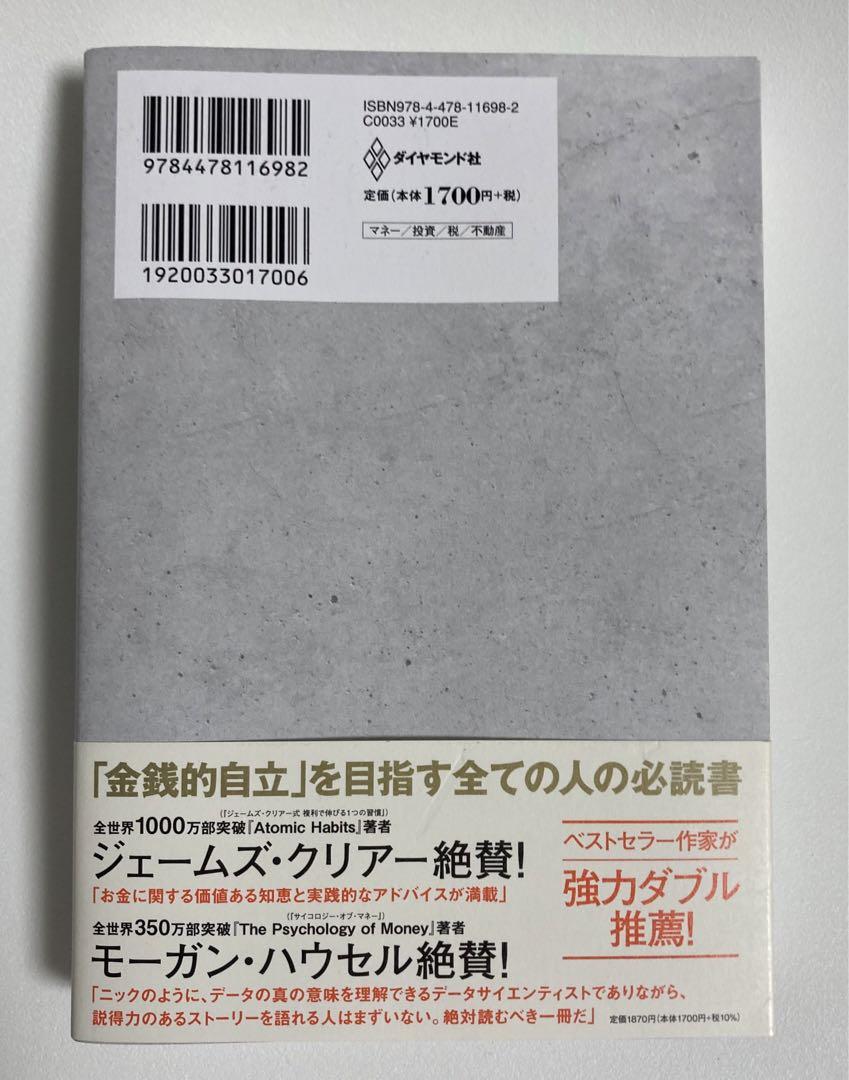 ISBN978-4-478-11698-2
C0033 ¥1700E
9784478116982
ダイヤモンド社
定価(本体1700円+税)
マネー/投資/税/不動産
1920033017006
「金銭的自立」を目指す全ての人の必読書
(『ジェームズ・クリアー式 複利で伸びる1つの習慣』)
全世界1000万部突破『Atomic Habits』著者
ジェームズ・クリアー絶賛!
「お金に関する価値ある知恵と実践的なアドバイスが満載」
(『サイコロジー・オブ・マネー』)
全世界350万部突破『The Psychology of Money』著者
モーガン・ハウセル絶賛!
「ニックのように、データの真の意味を理解できるデータサイエンティストでありながら、
説得力のあるストーリーを語れる人はまずいない。絶対読むべき一冊だ」
ベストセラー作家が
強力ダブル
推薦!
定価1870円(本体1700円+税10%)